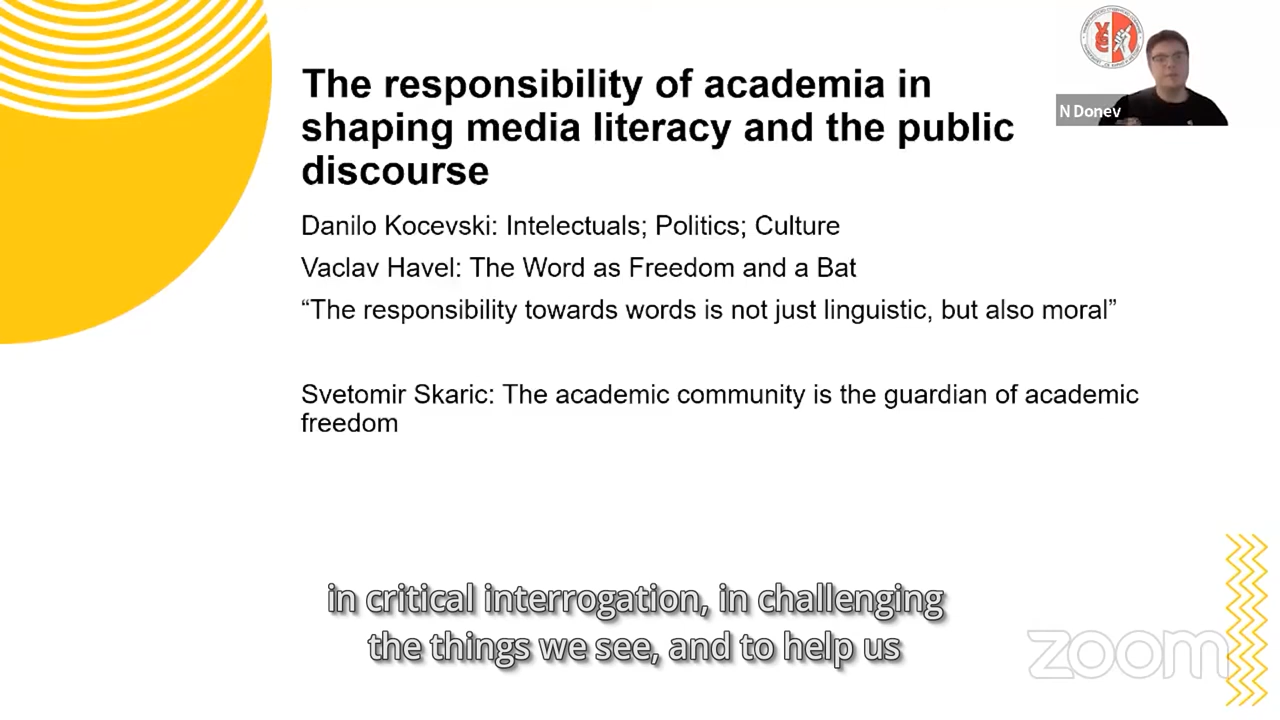 The responsibility of academia in
shaping media literacy and the public
discourse
N Donev
Danilo Kocevski: Intelectuals; Politics; Culture
Vaclav Havel: The Word as Freedom and a Bat
“The responsibility towards words is not just linguistic, but also moral”
Svetomir Skaric: The academic community is the guardian of academic
freedom
in critical interrogation, in challenging
the things we see, and to help us
zoom